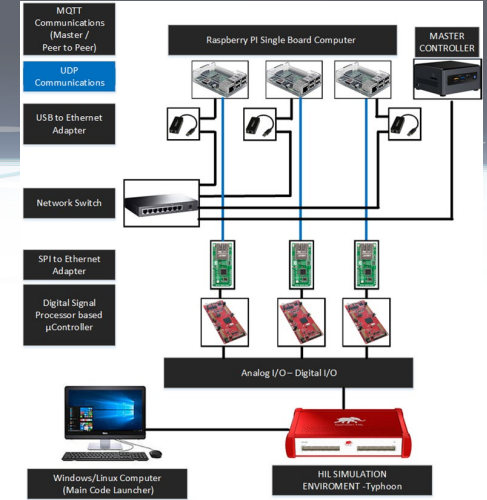 MQTT
Communications
(Master /
Peer to Peer)
Raspberry PI Single Board Computer
MASTER
CONTROLLER
UDP
Communications
USB to Ethernet
Adapter
Network Switch
SPI to Ethernet
Adapter
Digital Signal
Processor based
µController
Analog I/O – Digital I/O
Windows/Linux Computer
(Main Code Launcher)
HIL SIMULATION
ENVIROMENT -Typhoon